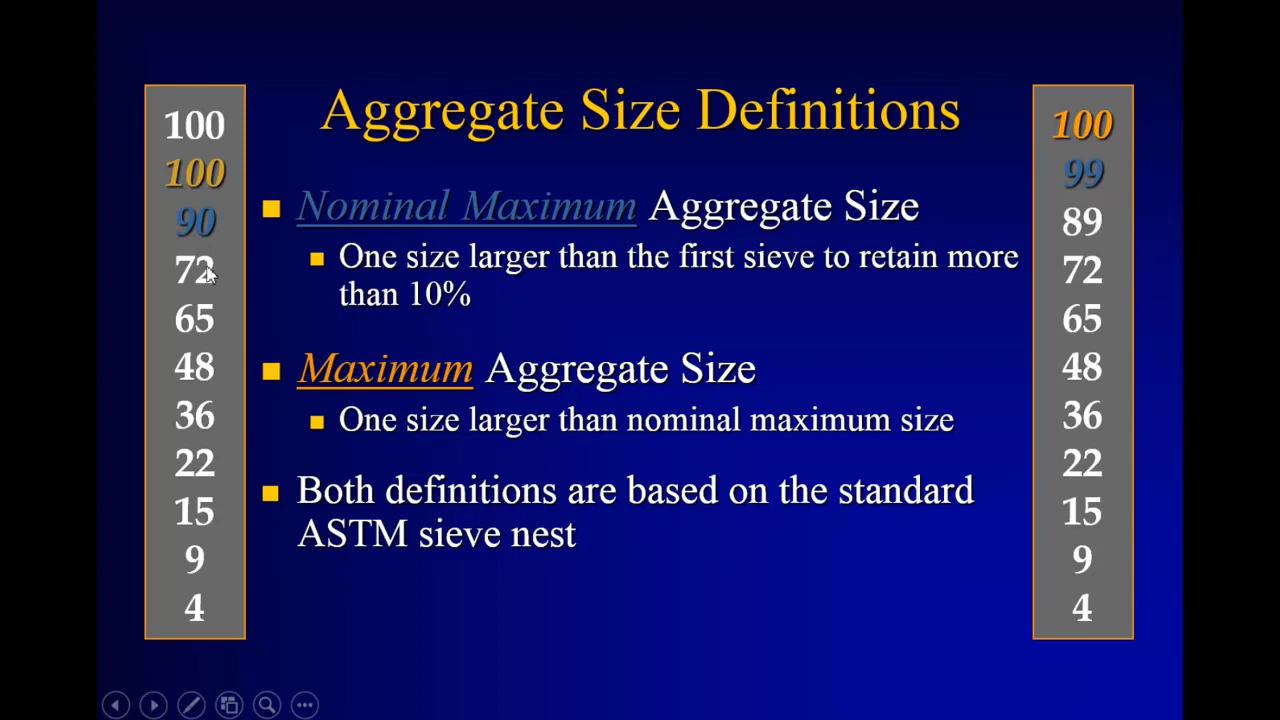 Aggregate Size Definitions
100
100
90
72
65
48
36
22
15
9
4
Nominal Maximum Aggregate Size
One size larger than the first sieve to retain more
than 10%
Maximum Aggregate Size
One size larger than nominal maximum size
Both definitions are based on the standard
ASTM sieve nest
100
99
89
72
65
48
36
22
15
9
4